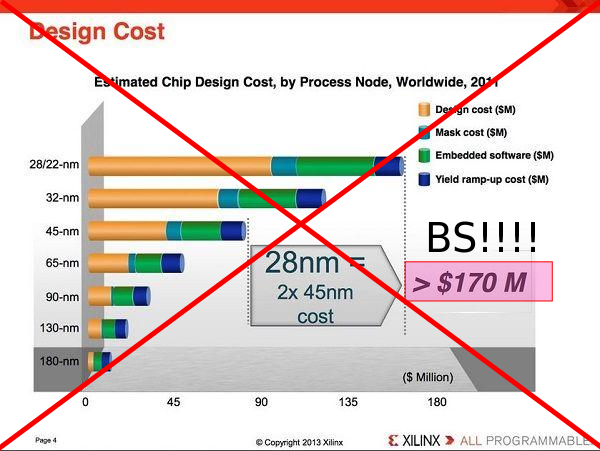 Design Cost
Estimated Chip Design Cost, by Process Node, Worldwide, 2011
Design cost ($M)
Mask cost ($M)
Embedded software ($M)
Yield ramp-up cost ($M)
28/22-nm
32-nm
45-nm
65-nm
90-nm
130-nm
180-nm
BS!!!!
28nm =
2x 45nm
cost
> $170 M
($ Million)
0 45 90 135 180
Page 4
© Copyright 2013 Xilinx
XILINX ALL PROGRAMMABLE